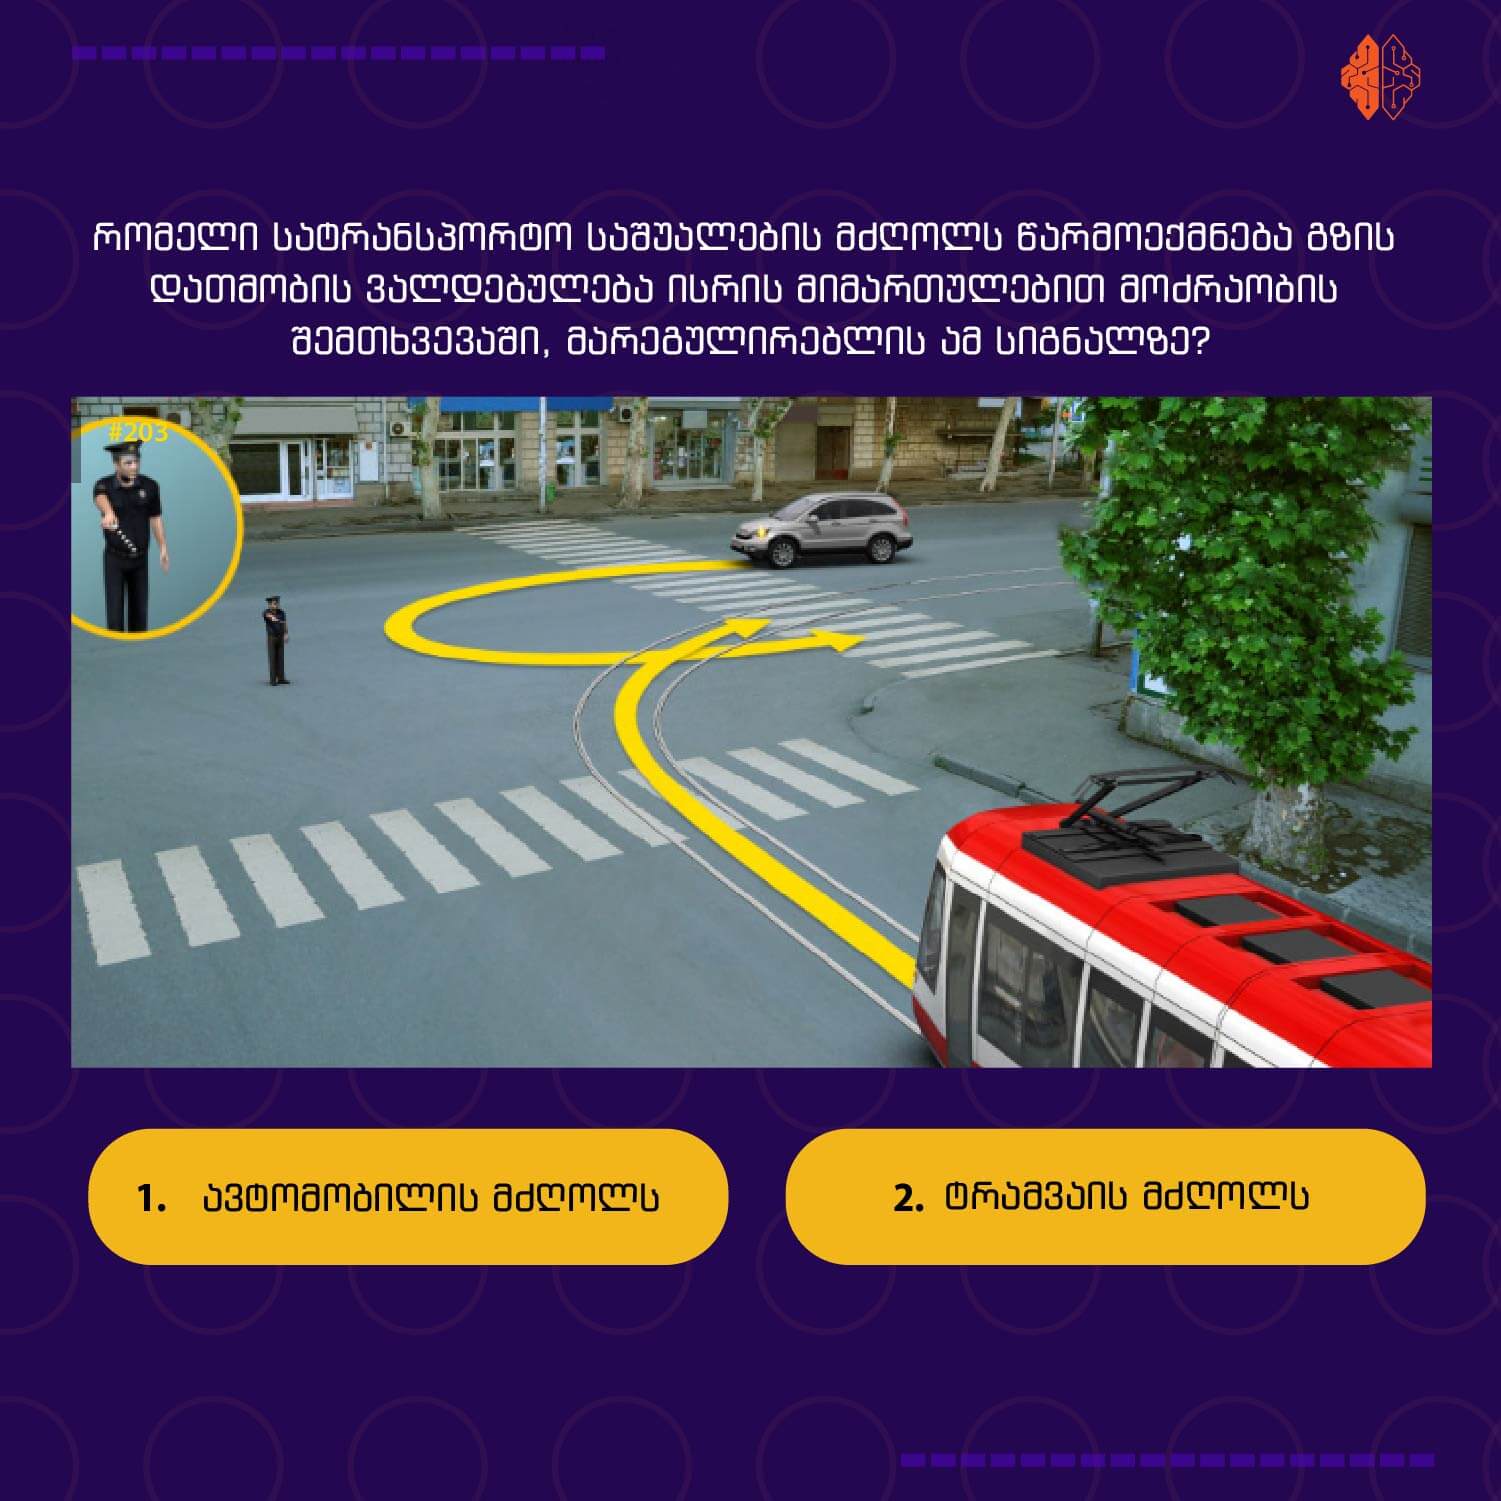 რომელი სატრანსპორტო საშუალების მძღოლს წარმოექმნება გზის
დათმობის ვალდებულება ისრის მიმართულებით მოძრაობის
შემთხვევაში, მარეგულირებლის ამ სიგნალზე?
#203
1. ავტომობილის მძღოლს
2. ტრამვაის მძღოლს